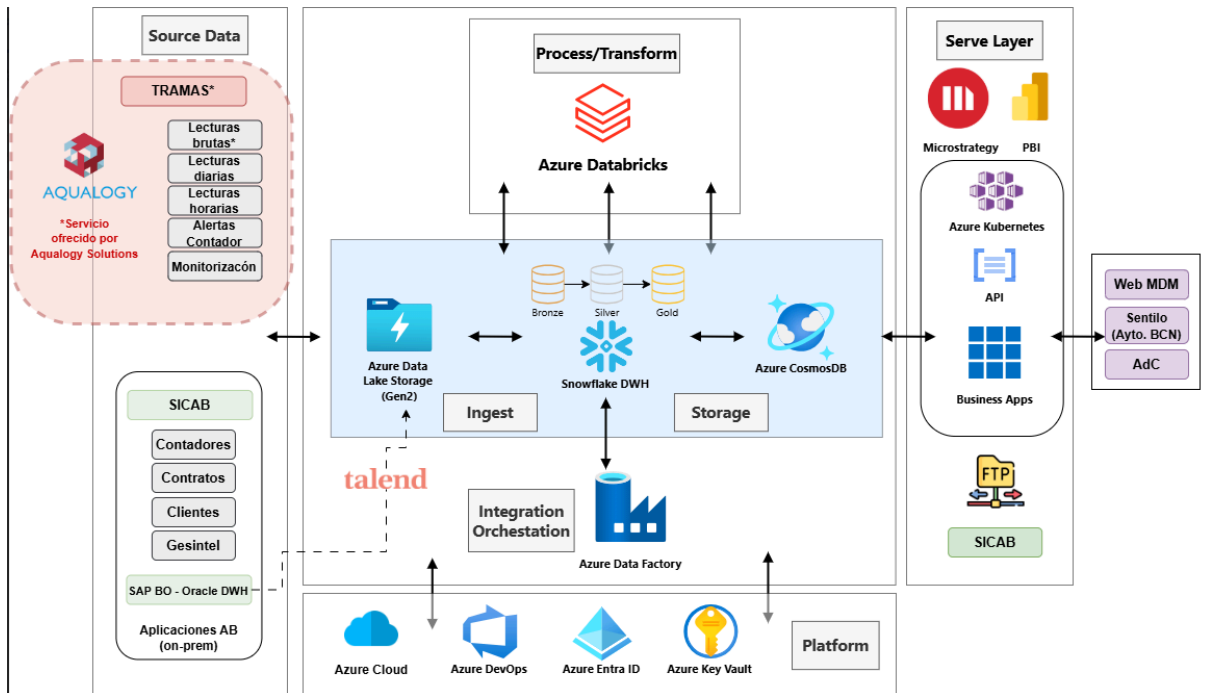 Source Data
TRAMAS*
Lecturas
brutas*
Lecturas
diarias
Lecturas
horarias
Alertas
Contador
Monitorizacón
AQUALOGY
*Servicio
ofrecido por
Aqualogy Solutions
SICAB
Contadores
Contratos
Clientes
Gesintel
SAP BO - Oracle DWH
Aplicaciones AB
(on-prem)
Process/Transform
Azure Databricks
Bronze
Silver
Gold
Azure Data
Lake Storage
(Gen2)
Snowflake DWH
Azure CosmosDB
Ingest
Storage
talend
Integration
Orchestation
Azure Data Factory
Azure Cloud
Azure DevOps
Azure Entra ID
Azure Key Vault
Platform
Serve Layer
Microstrategy
PBI
Azure Kubernetes
API
Business Apps
FTP
SICAB
Web MDM
Sentilo
(Ayto. BCN)
AdC